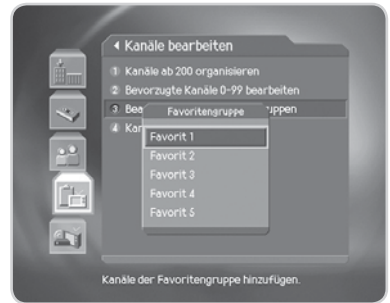 Kanäle bearbeiten
1 Kanäle ab 200 organisieren
2 Bevorzugte Kanäle 0-99 bearbeiten
3 Bea uppen
Favoritengruppe
4 Kar
Favorit 1
Favorit 2
Favorit 3
Favorit 4
Favorit 5
Kanäle der Favoritengruppe hinzufügen.